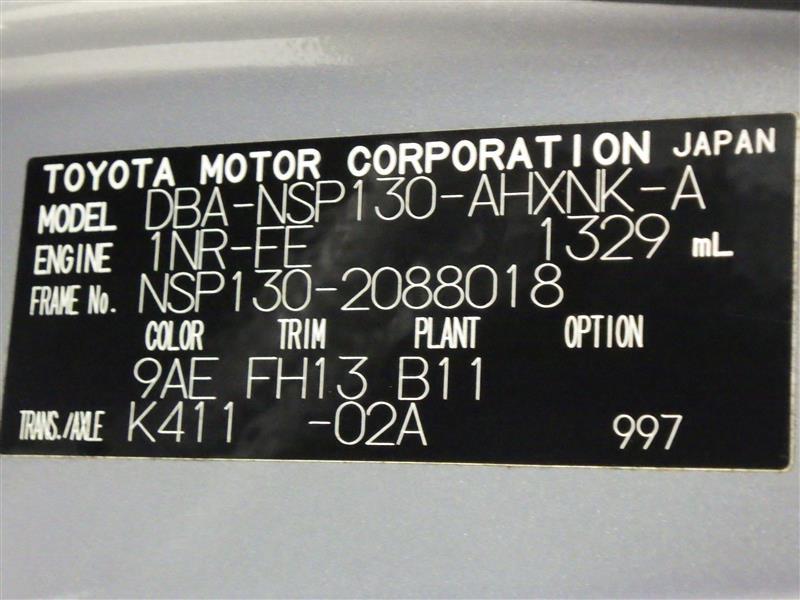 TOYOTA MOTOR CORPORATION JAPAN
MODEL DBA-NSP130-AHXNK-A
ENGINE 1NR-FE 1329 mL
FRAME No. NSP130-2088018
COLOR TRIM PLANT OPTION
9AE FH13 B11
TRANS./AXLE K411 -02A 997